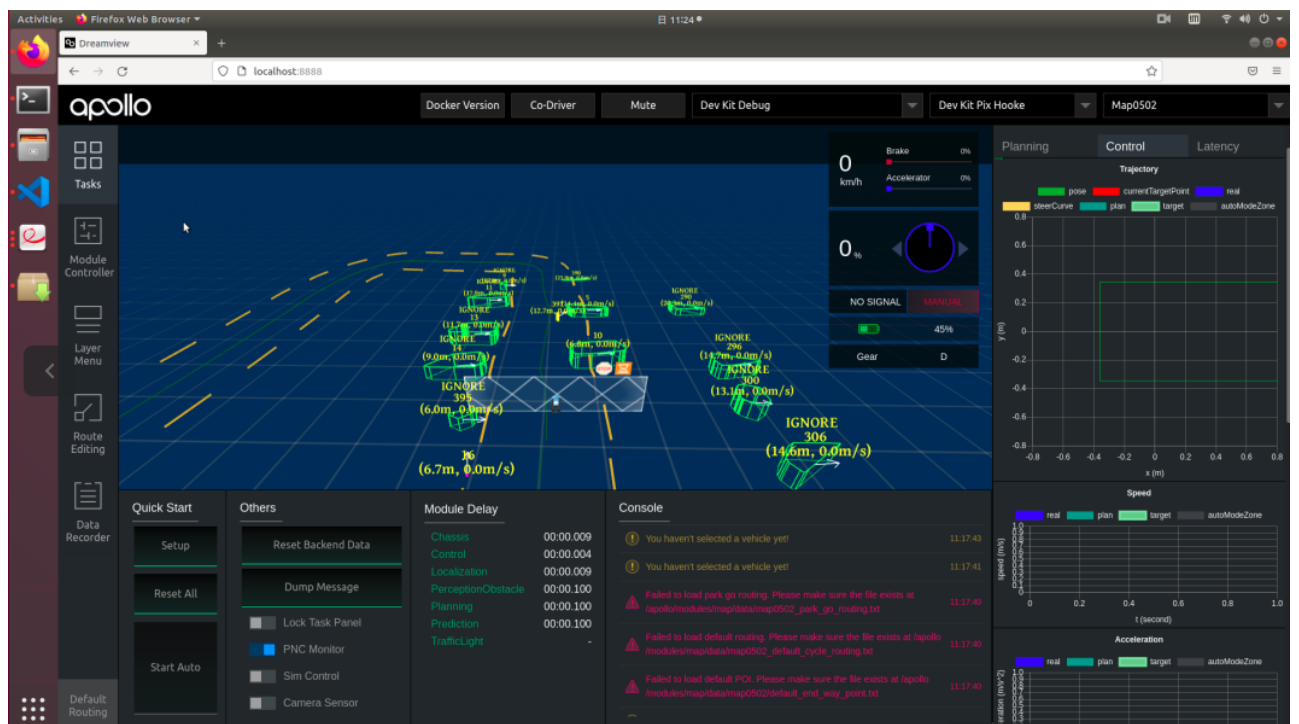 Activities Firefox Web Browser
日 11:24
Dreamview
localhost:8888
apollo
Docker Version Co-Driver Mute Dev Kit Debug Dev Kit Pix Hooke Map0502
Tasks
Module
Controller
Layer
Menu
Route
Editing
Data
Recorder
Default
Routing
0
km/h
Brake 0%
Accelerator 0%
0 %
NO SIGNAL MANUAL
45%
Gear D
IGNORE
11
IGNORE
13
(11.7m, 0.0m/s)
IGNORE
14
(9.0m, 0.0m/s)
IGNORE
395
(6.0m, 0.0m/s)
16
(6.7m, 0.0m/s)
10
(6.8m, 0.0m/s)
IGNORE
290
IGNORE
296
(14.7m, 0.0m/s)
IGNORE
300
(13.1m, 0.0m/s)
IGNORE
306
(14.6m, 0.0m/s)
Planning Control Latency
Trajectory
pose currentTargetPoint real
steerCurve plan target autoModeZone
0.8
0.6
0.4
0.2
0
-0.2
-0.4
-0.6
-0.8
y (m)
-0.8 -0.6 -0.4 -0.2 0 0.2 0.4 0.6 0.8
x (m)
Speed
real plan target autoModeZone
speed (m/s)
0 0.2 0.4 0.6 0.8 1.0
t (second)
Acceleration
real plan target autoModeZone
Quick Start
Setup
Reset All
Start Auto
Others
Reset Backend Data
Dump Message
Lock Task Panel
PNC Monitor
Sim Control
Camera Sensor
Module Delay
Chassis 00:00.009
Control 00:00.004
Localization 00:00.009
PerceptionObstacle 00:00.100
Planning 00:00.100
Prediction 00:00.100
TrafficLight -
Console
You haven't selected a vehicle yet! 11:17:43
You haven't selected a vehicle yet! 11:17:41
Failed to load park go routing. Please make sure the file exists at
/apollo/modules/map/data/map0502_park_go_routing.txt 11:17:40
Failed to load default routing. Please make sure the file exists at /apollo
/modules/map/data/map0502_default_cycle_routing.txt 11:17:40
Failed to load default POI. Please make sure the file exists at /apollo
/modules/map/data/map0502/default_end_way_point.txt 11:17:40